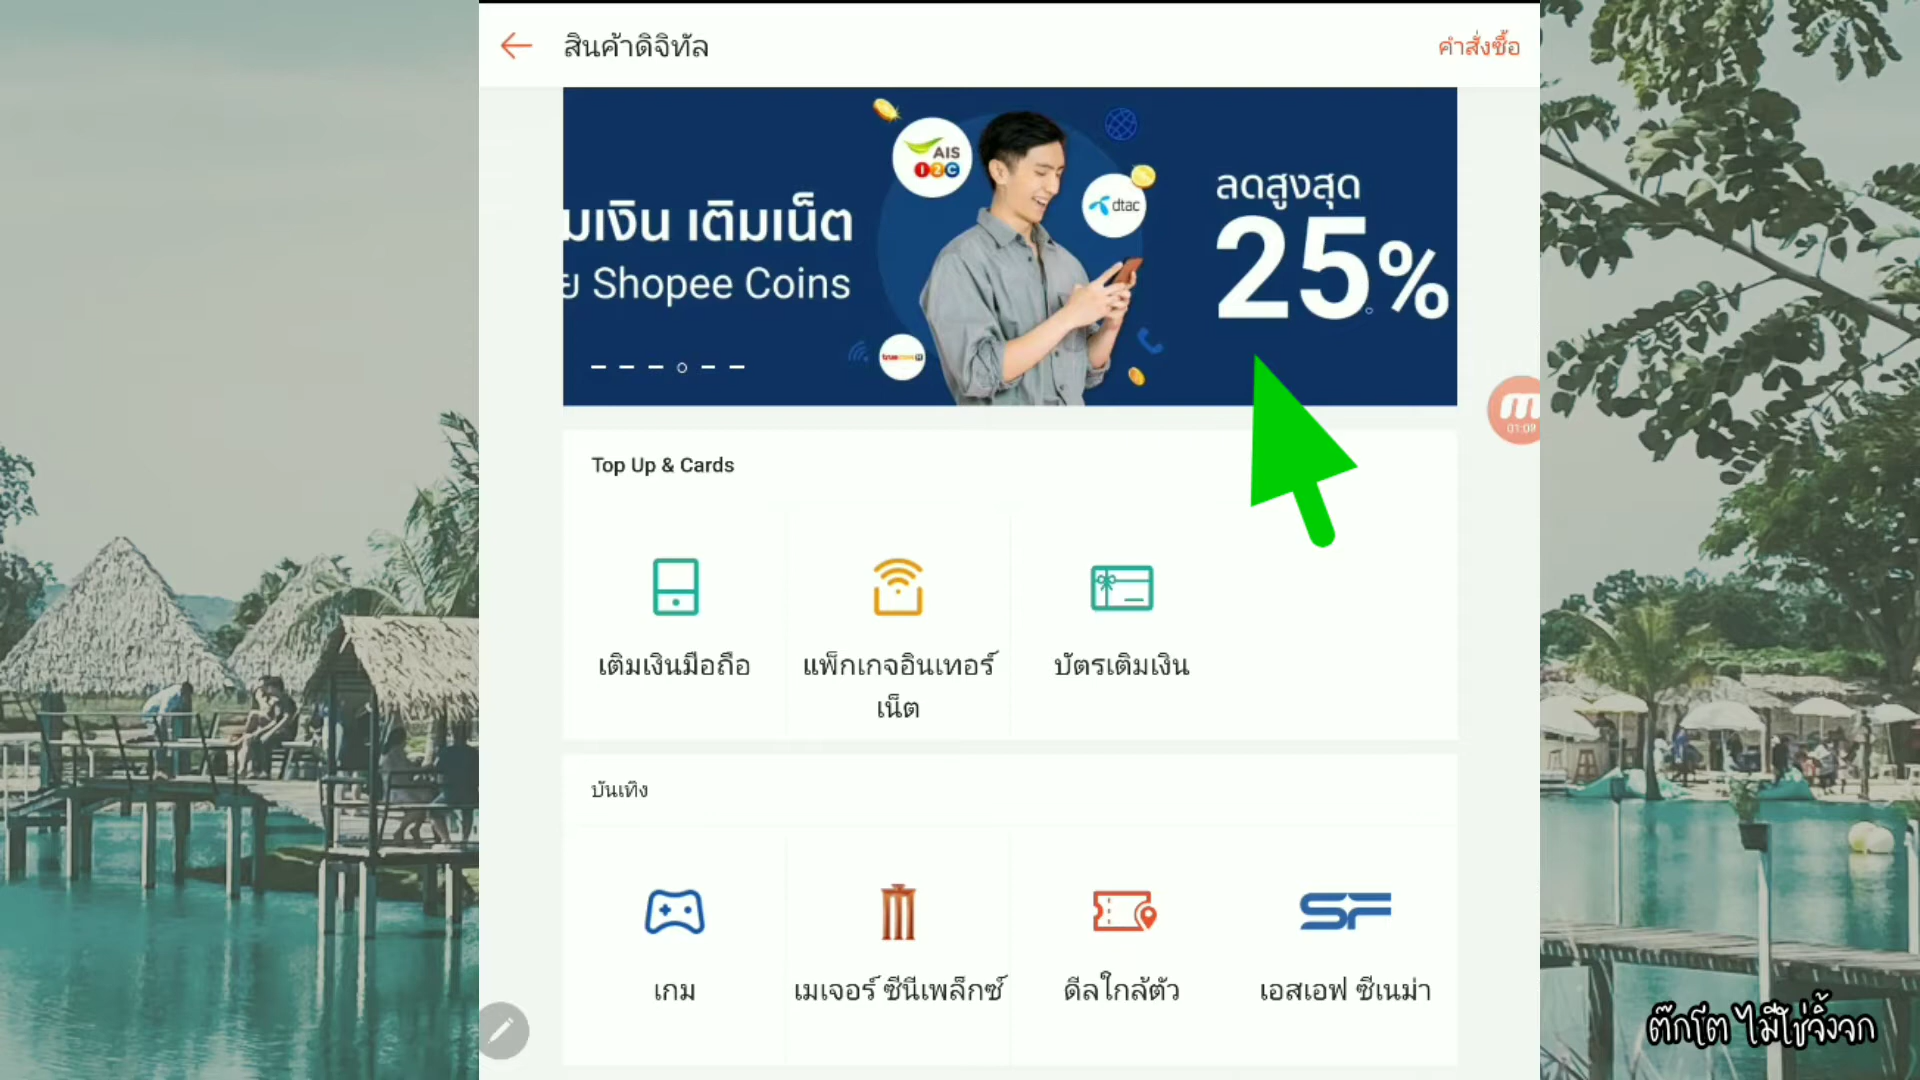 สินค้าดิจิทัล
คำสั่งซื้อ
มเงิน เติมเน็ต
ย Shopee Coins
AIS
12C
dtac
ลดสูงสุด
25%
01:09
Top Up & Cards
เติมเงินมือถือ
แพ็กเกจอินเทอร์
เน็ต
บัตรเติมเงิน
บันเทิง
เกม
เมเจอร์ ซีนีเพล็กซ์
ดีลใกล้ตัว
SF
เอสเอฟ ซีเนม่า
ต๊กโต ไม่ใช่จิ้งจก